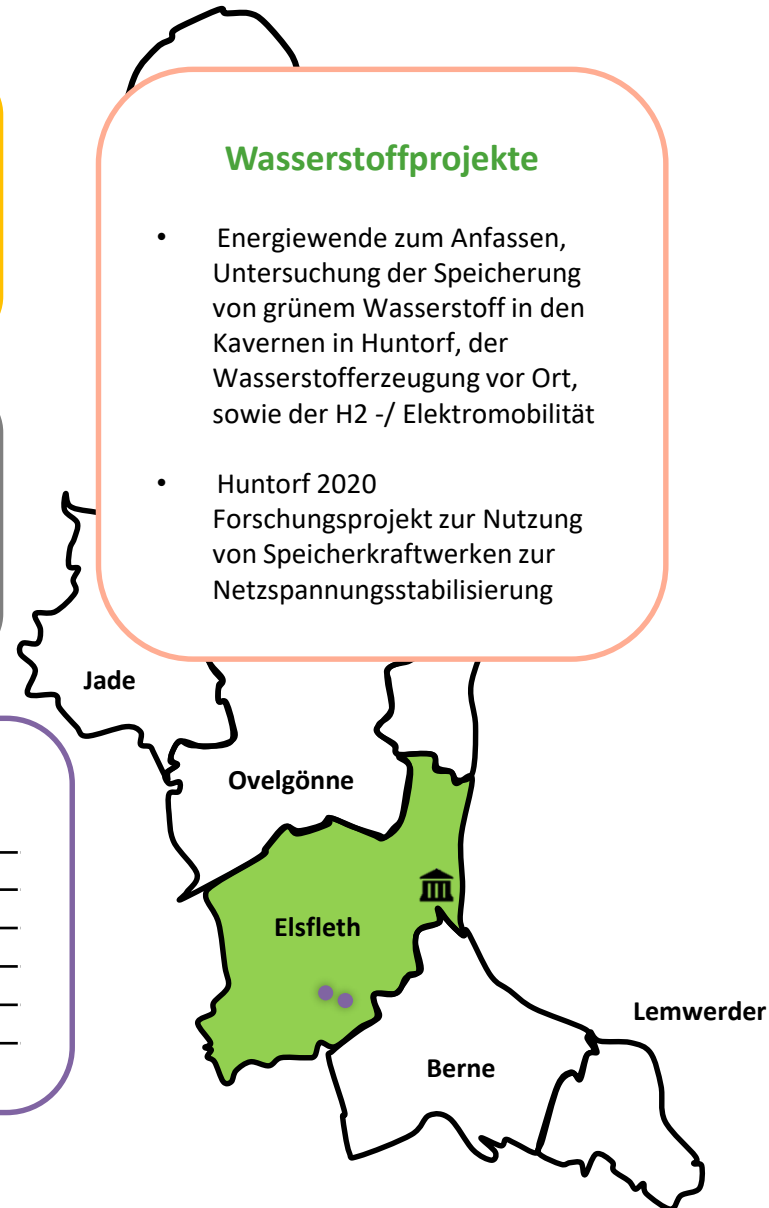 Wasserstoffprojekte
• Energiewende zum Anfassen,
Untersuchung der Speicherung
von grünem Wasserstoff in den
Kavernen in Huntorf, der
Wasserstofferzeugung vor Ort,
sowie der H2 -/ Elektromobilität
• Huntorf 2020
Forschungsprojekt zur Nutzung
von Speicherkraftwerken zur
Netzspannungsstabilisierung
Jade
Ovelgönne
Elsfleth
Lemwerder
Berne